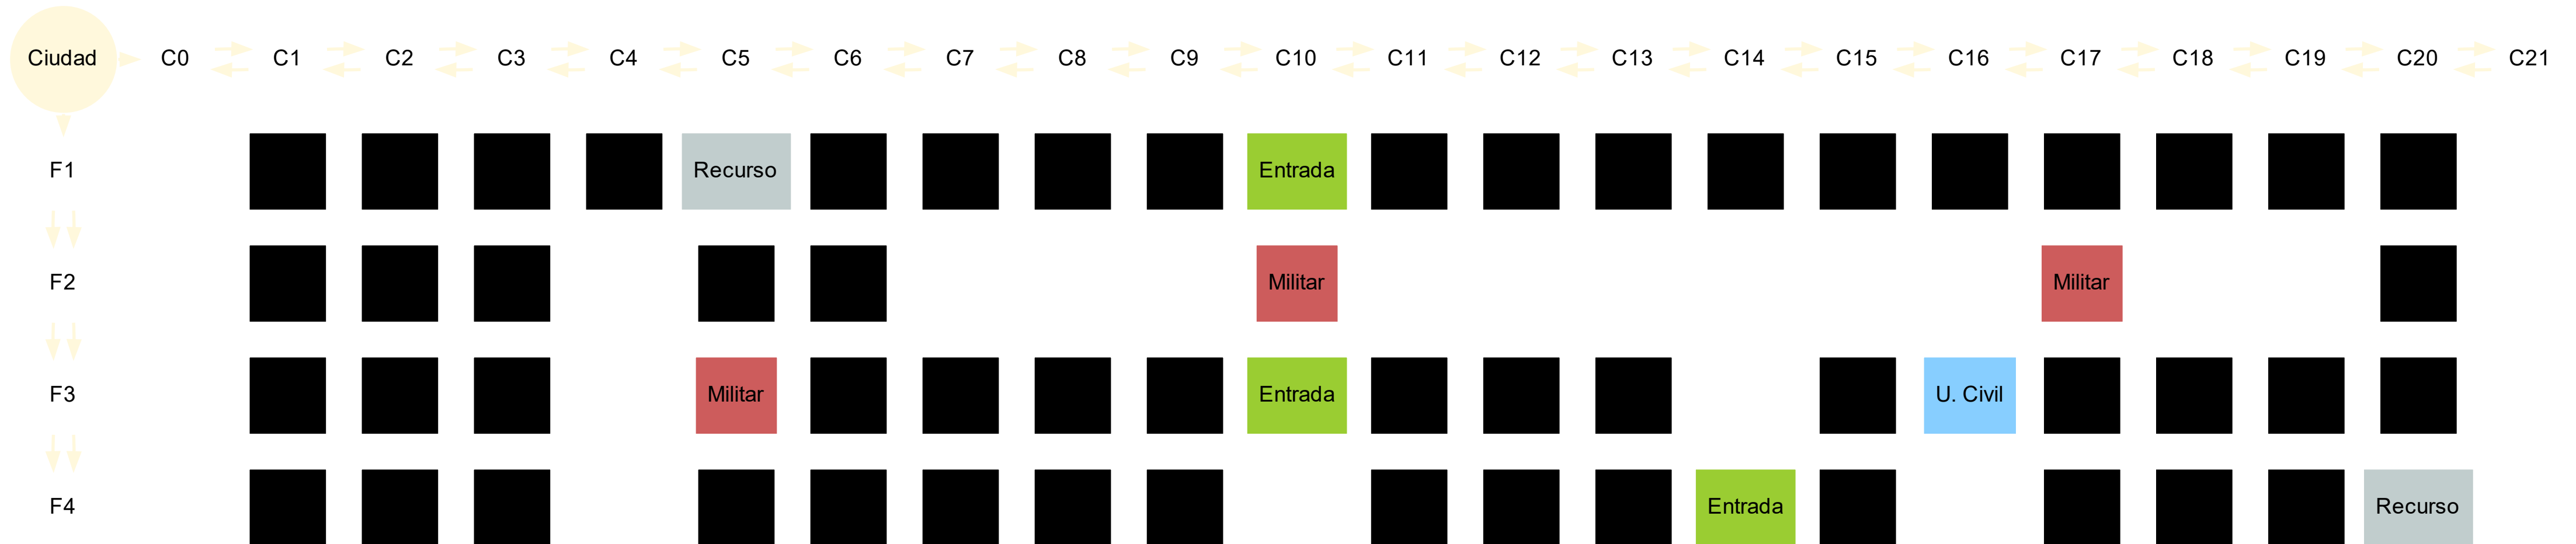 Ciudad C0 C1 C2 C3 C4 C5 C6 C7 C8 C9 C10 C11 C12 C13 C14 C15 C16 C17 C18 C19 C20 C21
F1 Recurso Entrada
F2 Militar Militar
F3 Militar Entrada U. Civil
F4 Entrada Recurso